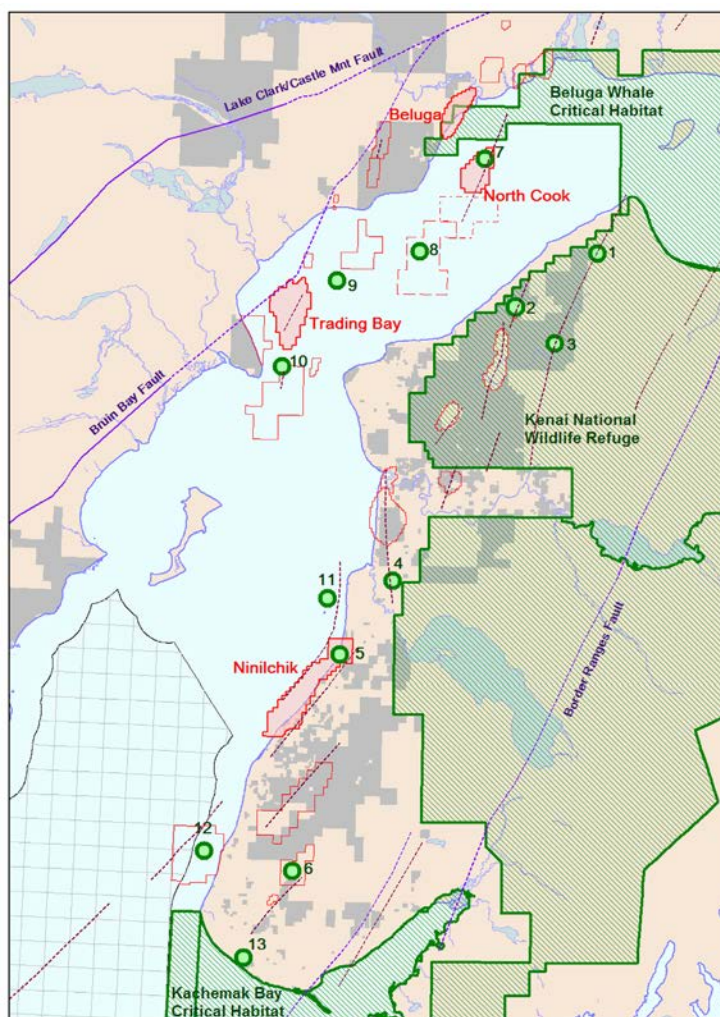 Lake Clark/Castle Mnt Fault
Beluga Whale
Critical Habitat
Beluga
7
North Cook
8
1
9
2
Trading Bay
3
10
Bruin Bay Fault
Kenai National
Wildlife Refuge
4
11
5
Ninilchik
Border Ranges Fault
12
6
13
Kachemak Bay
Critical Habitat